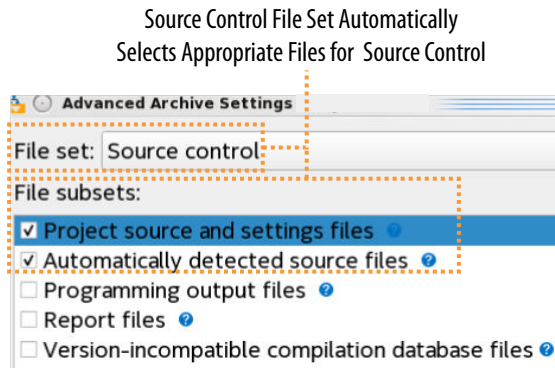 Source Control File Set Automatically
Selects Appropriate Files for Source Control
Advanced Archive Settings
File set: Source control
File subsets:
Project source and settings files
Automatically detected source files
Programming output files
Report files
Version-incompatible compilation database files